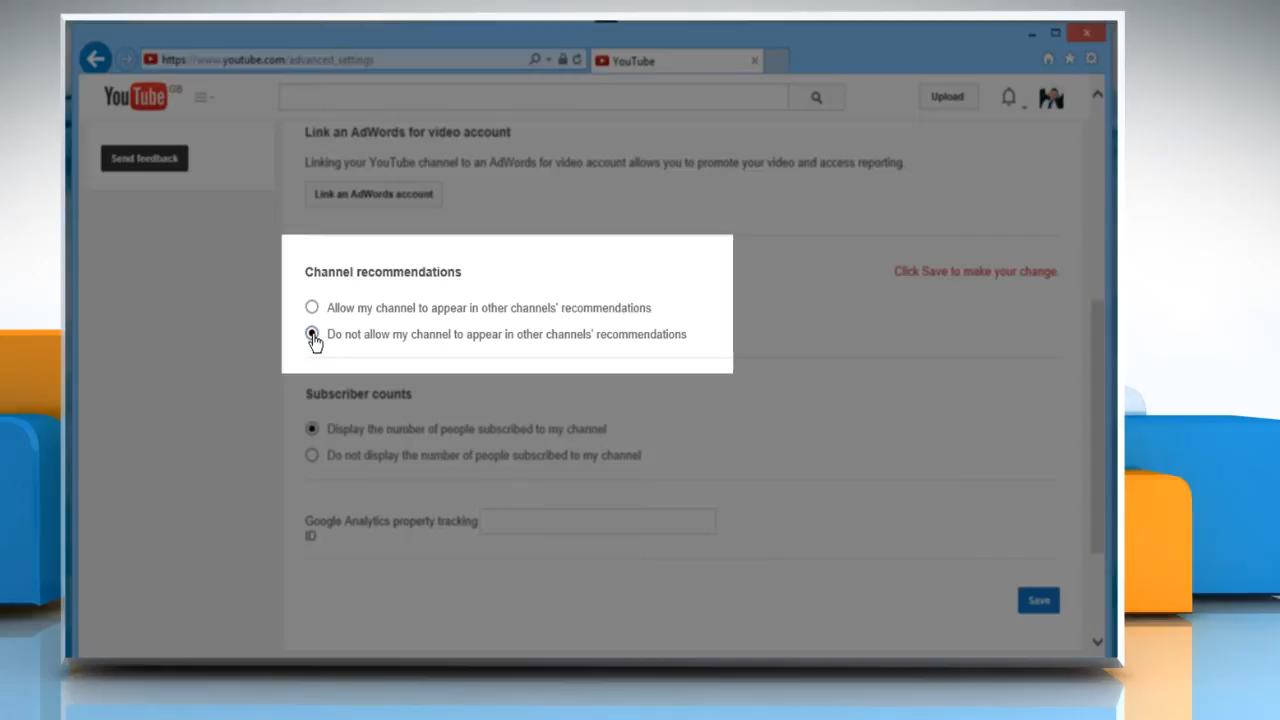 https://www.youtube.com/advanced_settings
YouTube
YouTube GB
Upload
Send feedback
Link an AdWords for video account
Linking your YouTube channel to an AdWords for video account allows you to promote your video and access reporting.
Link an AdWords account
Channel recommendations
Click Save to make your change.
Allow my channel to appear in other channels' recommendations
Do not allow my channel to appear in other channels' recommendations
Subscriber counts
Display the number of people subscribed to my channel
Do not display the number of people subscribed to my channel
Google Analytics property tracking
ID
Save